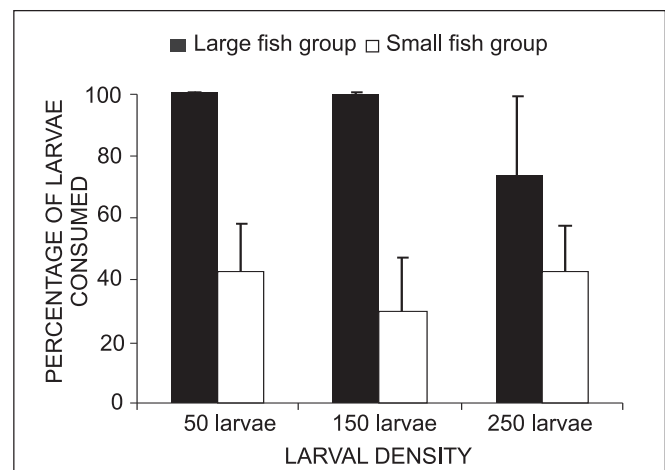 Large fish group Small fish group
PERCENTAGE OF LARVAE
CONSUMED
100
80
60
40
20
0
50 larvae 150 larvae 250 larvae
LARVAL DENSITY